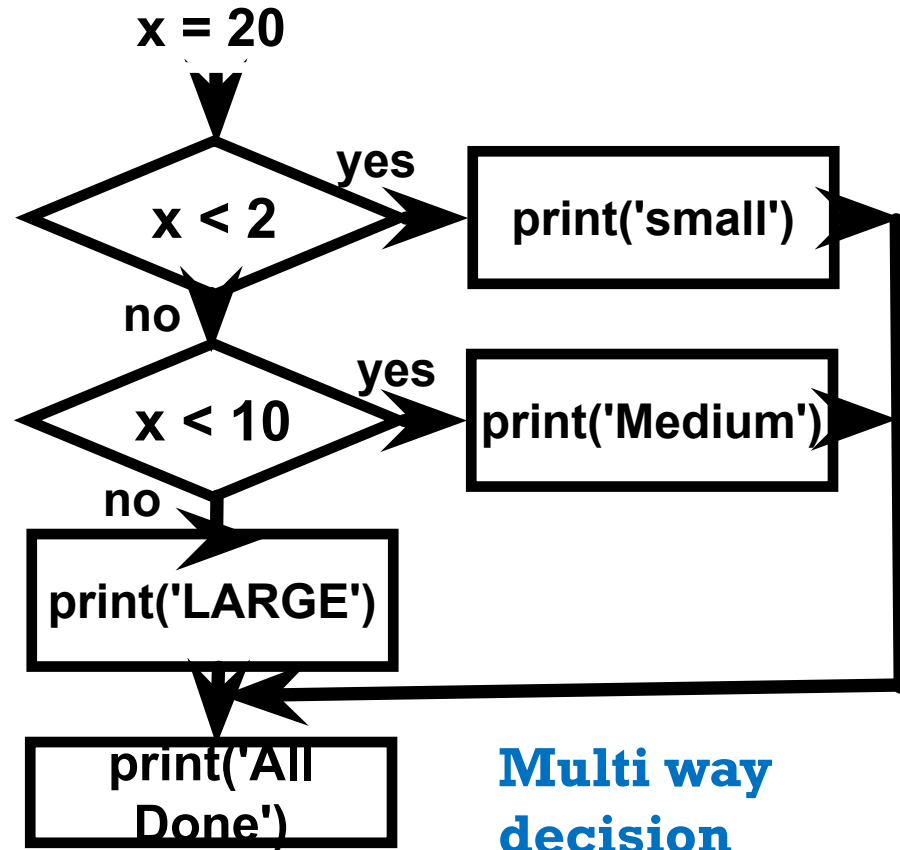 x = 20
yes
x < 2
print('small')
no
yes
x < 10
print('Medium')
no
print('LARGE')
print('All
Done')
Multi way
decision